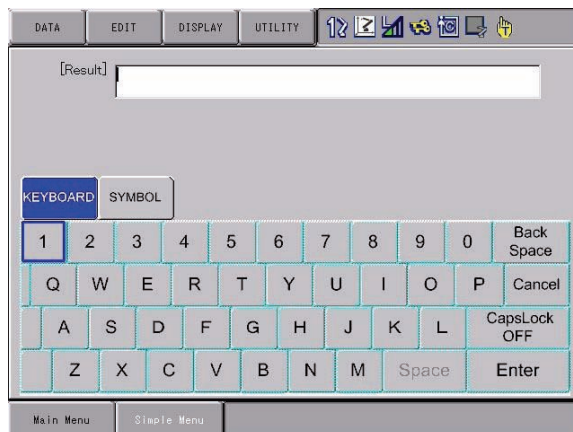 DATA EDIT DISPLAY UTILITY
[Result]
KEYBOARD SYMBOL
1 2 3 4 5 6 7 8 9 0 Back Space
Q W E R T Y U I O P Cancel
A S D F G H J K L CapsLock OFF
Z X C V B N M Space Enter
Main Menu Simple Menu